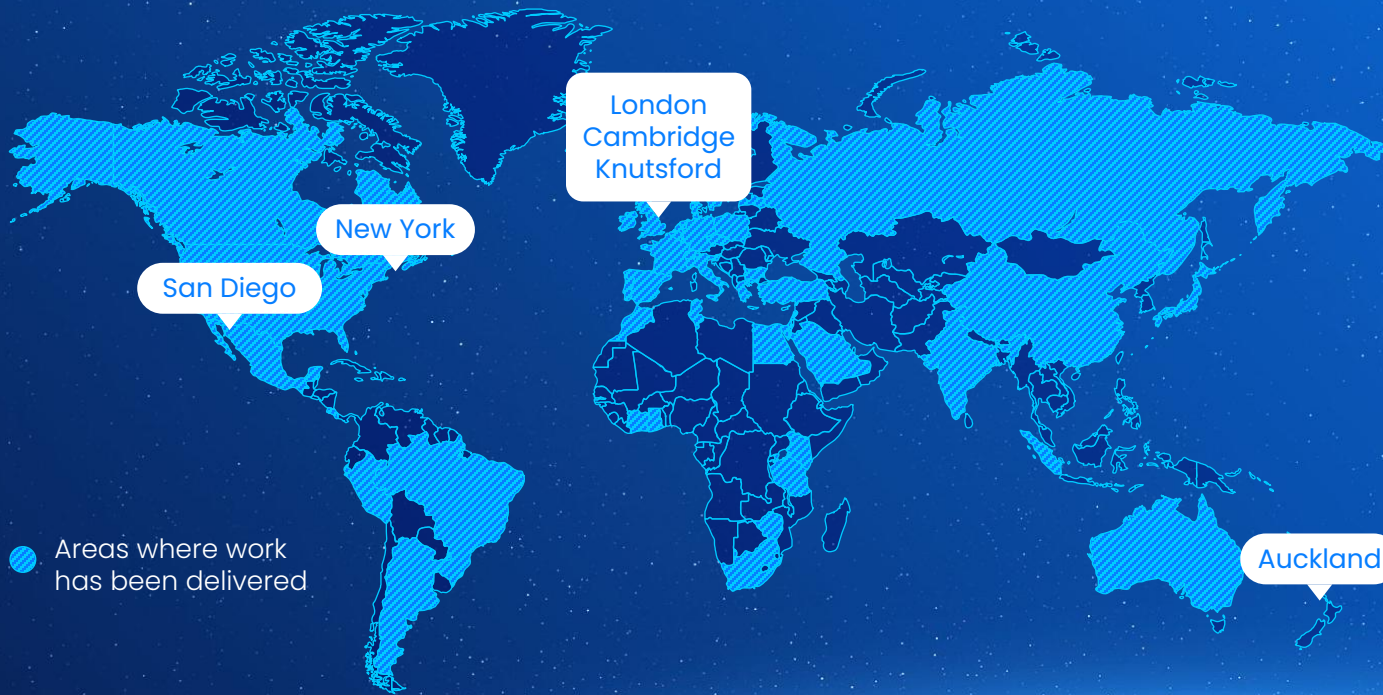 London
Cambridge
Knutsford
New York
San Diego
Areas where work
has been delivered
Auckland